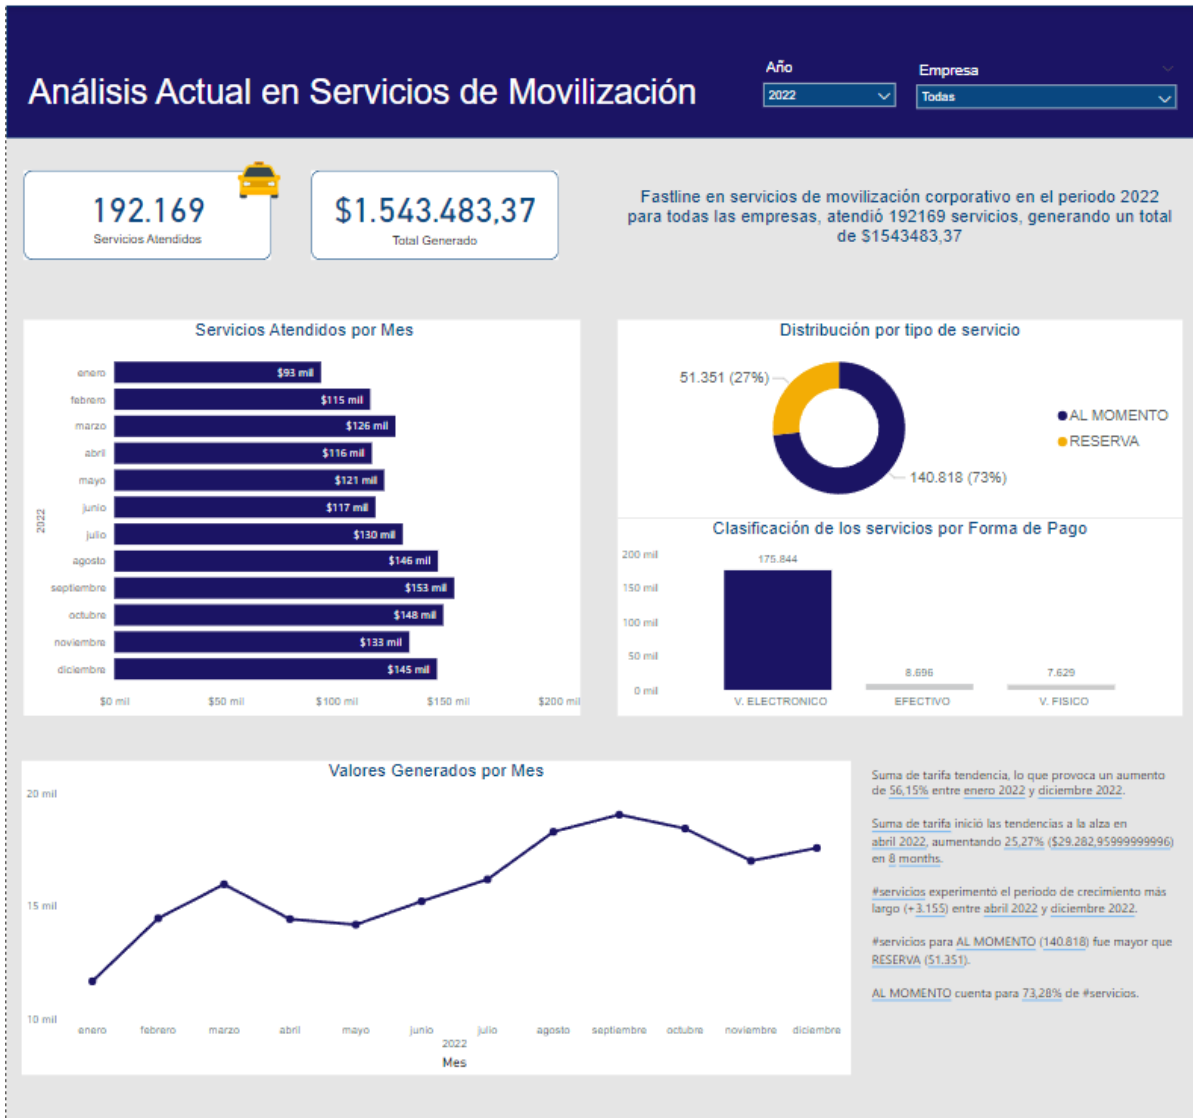 Análisis Actual en Servicios de Movilización
Año
2022
Empresa
Todas
192.169
Servicios Atendidos
$1.543.483,37
Total Generado
Fastline en servicios de movilización corporativo en el periodo 2022
para todas las empresas, atendió 192169 servicios, generando un total
de $1543483,37
Servicios Atendidos por Mes
2022
enero $93 mil
febrero $115 mil
marzo $126 mil
abril $116 mil
mayo $121 mil
junio $117 mil
julio $130 mil
agosto $146 mil
septiembre $153 mil
octubre $148 mil
noviembre $133 mil
diciembre $145 mil
$0 mil $50 mil $100 mil $150 mil $200 mil
Distribución por tipo de servicio
51.351 (27%)
140.818 (73%)
AL MOMENTO
RESERVA
Clasificación de los servicios por Forma de Pago
200 mil
150 mil
100 mil
50 mil
0 mil
175.844
8.696
7.629
V. ELECTRONICO EFECTIVO V. FISICO
Valores Generados por Mes
20 mil
15 mil
10 mil
enero febrero marzo abril mayo junio julio agosto septiembre octubre noviembre diciembre
2022
Mes
Suma de tarifa tendencia, lo que provoca un aumento
de 56,15% entre enero 2022 y diciembre 2022.
Suma de tarifa inició las tendencias a la alza en
abril 2022, aumentando 25,27% ($29.282,95999999996)
en 8 months.
#servicios experimentó el periodo de crecimiento más
largo (+3.155) entre abril 2022 y diciembre 2022.
#servicios para AL MOMENTO (140.818) fue mayor que
RESERVA (51.351).
AL MOMENTO cuenta para 73,28% de #servicios.